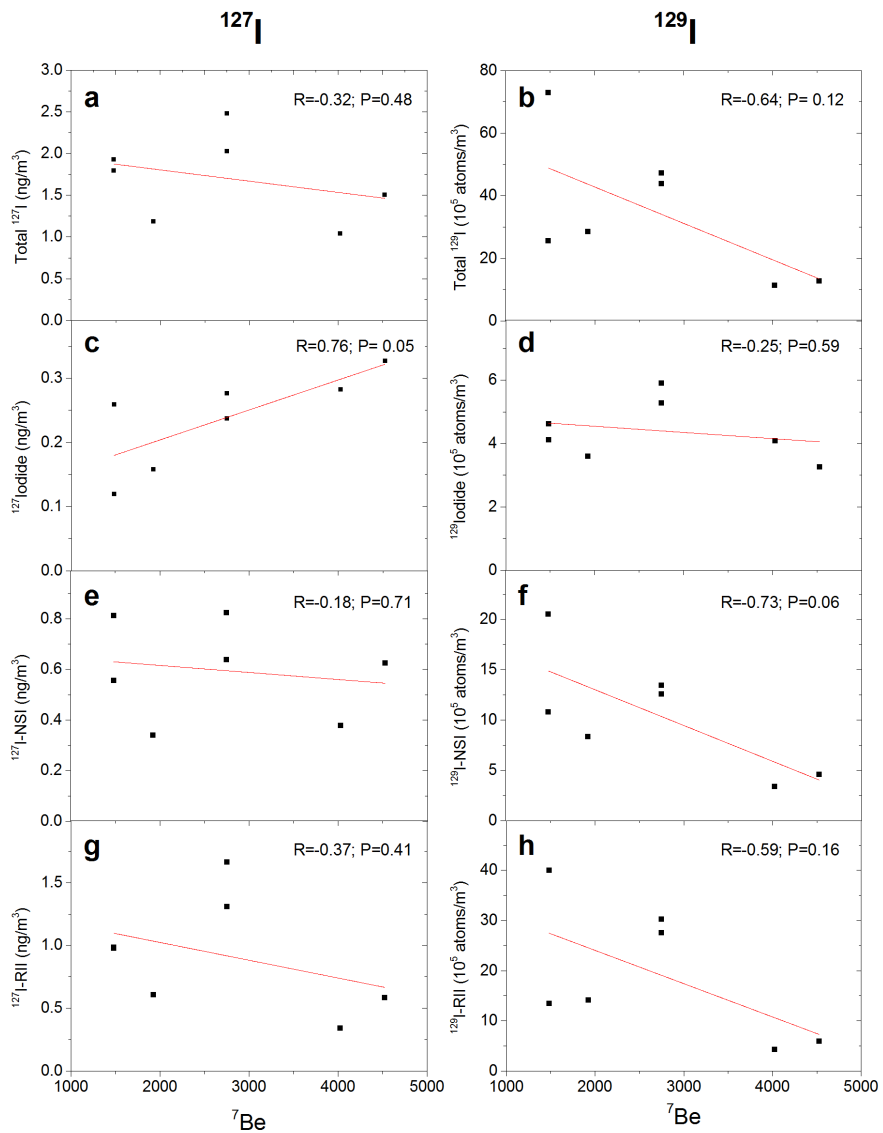 ¹²⁷I
¹²⁹I
a
R=-0.32; P=0.48
3.0
2.5
2.0
1.5
1.0
0.5
0.0
Total ¹²⁷I (ng/m³)
b
R=-0.64; P= 0.12
80
60
40
20
0
Total ¹²⁹I (10⁵ atoms/m³)
c
R=0.76; P= 0.05
0.3
0.2
0.1
0.0
¹²⁷Iodide (ng/m³)
d
R=-0.25; P=0.59
6
4
2
0
¹²⁹Iodide (10⁵ atoms/m³)
e
R=-0.18; P=0.71
0.8
0.6
0.4
0.2
0.0
¹²⁷I-NSI (ng/m³)
f
R=-0.73; P=0.06
20
15
10
5
0
¹²⁹I-NSI (10⁵ atoms/m³)
g
R=-0.37; P=0.41
1.5
1.0
0.5
0.0
¹²⁷I-RII (ng/m³)
1000 2000 3000 4000 5000
⁷Be
h
R=-0.59; P=0.16
40
30
20
10
0
¹²⁹I-RII (10⁵ atoms/m³)
1000 2000 3000 4000 5000
⁷Be